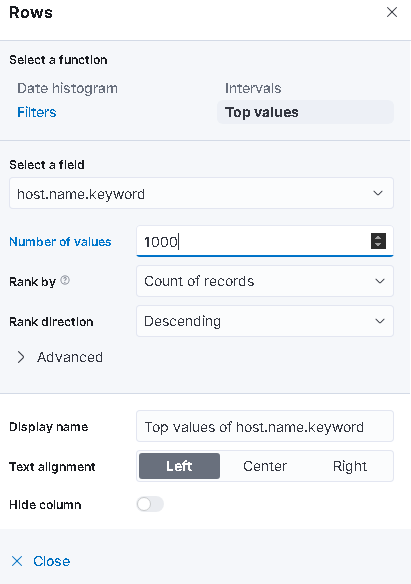 Rows
Select a function
Date histogram
Intervals
Filters
Top values
Select a field
host.name.keyword
Number of values
1000
Rank by
Count of records
Rank direction
Descending
Advanced
Display name
Top values of host.name.keyword
Text alignment
Left
Center
Right
Hide column
Close